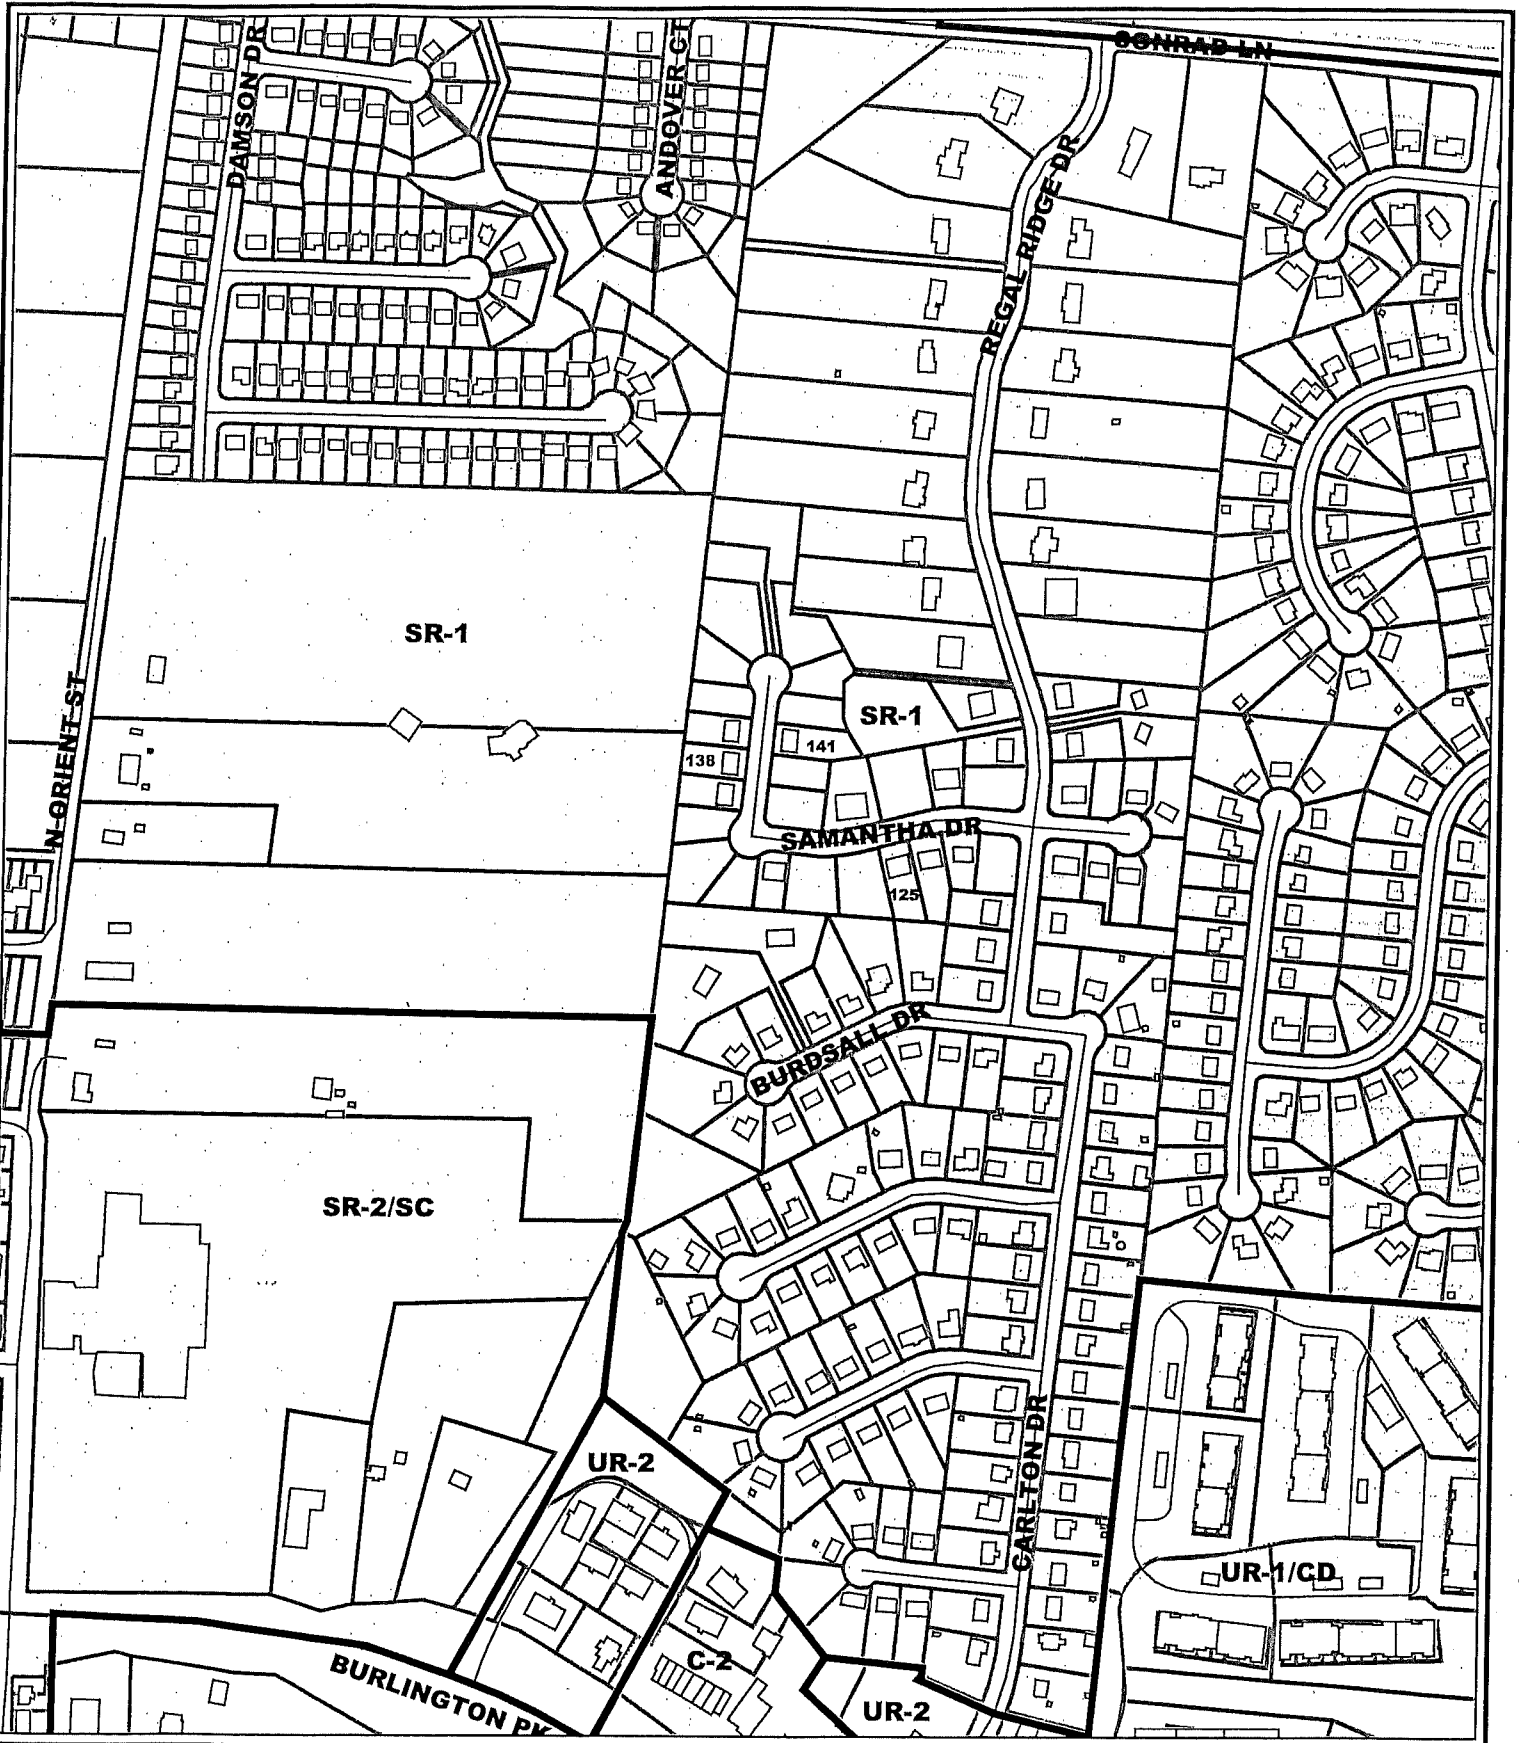 CONRAD LN
DAMSON DR
ANDOVER CT
REGAL RIDGE DR
SR-1
N ORIENT ST
SR-1
141
138
SAMANTHA DR
125
BURDSALL DR
SR-2/SC
CARLTON DR
UR-2
UR-1/CD
C-2
BURLINGTON PK
UR-2